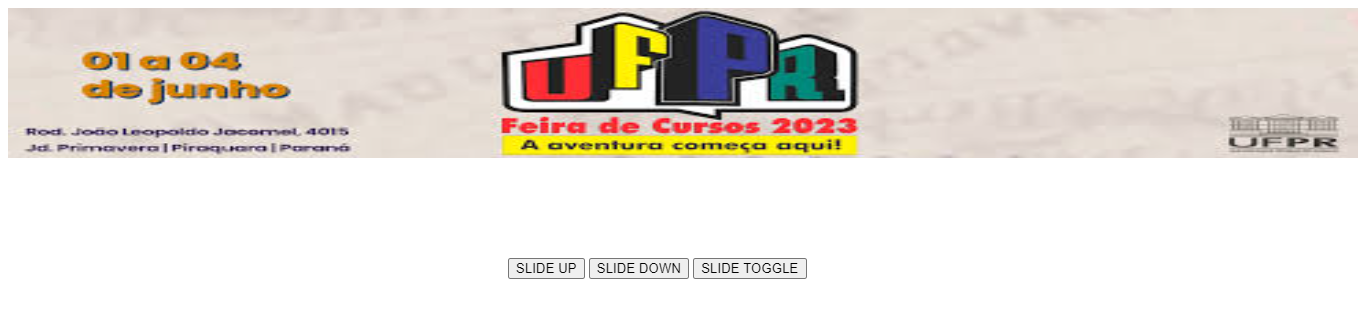 01 a 04
de junho
Rod. João Leopoldo Jacomel, 4015
Jd. Primavera | Piraquara | Paraná
UFPR
Feira de Cursos 2023
A aventura começa aqui!
UFPR
SLIDE UP
SLIDE DOWN
SLIDE TOGGLE